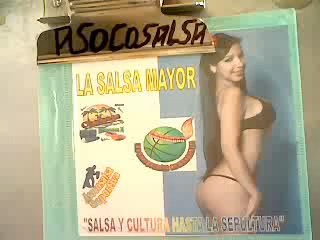 ASOCOSALSA
LA SALSA MAYOR
"SALSA Y CULTURA HASTA LA SEPULTURA"